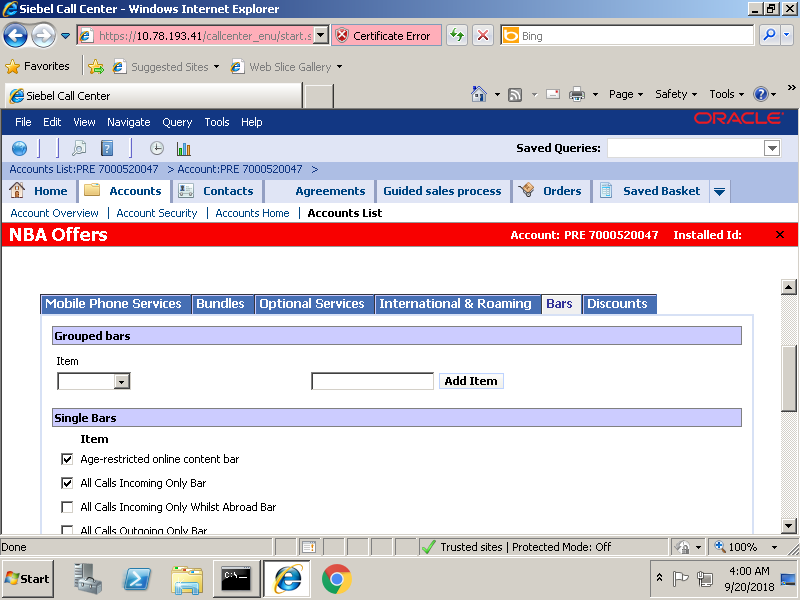 Siebel Call Center - Windows Internet Explorer
https://10.78.193.41/callcenter_enu/start.s
Certificate Error
Bing
Favorites
Suggested Sites
Web Slice Gallery
Siebel Call Center
Page
Safety
Tools
»
File Edit View Navigate Query Tools Help
ORACLE
Saved Queries:
Accounts List:PRE 7000520047 > Account:PRE 7000520047 >
Home
Accounts
Contacts
Agreements
Guided sales process
Orders
Saved Basket
Account Overview | Account Security | Accounts Home | Accounts List
NBA Offers
Account: PRE 7000520047 Installed Id:
Mobile Phone Services
Bundles
Optional Services
International & Roaming
Bars
Discounts
Grouped bars
Item
Add Item
Single Bars
Item
Age-restricted online content bar
All Calls Incoming Only Bar
All Calls Incoming Only Whilst Abroad Bar
All Calls Outgoing Only Bar
Done
Trusted sites | Protected Mode: Off
100%
Start
C:\
4:00 AM
9/20/2018